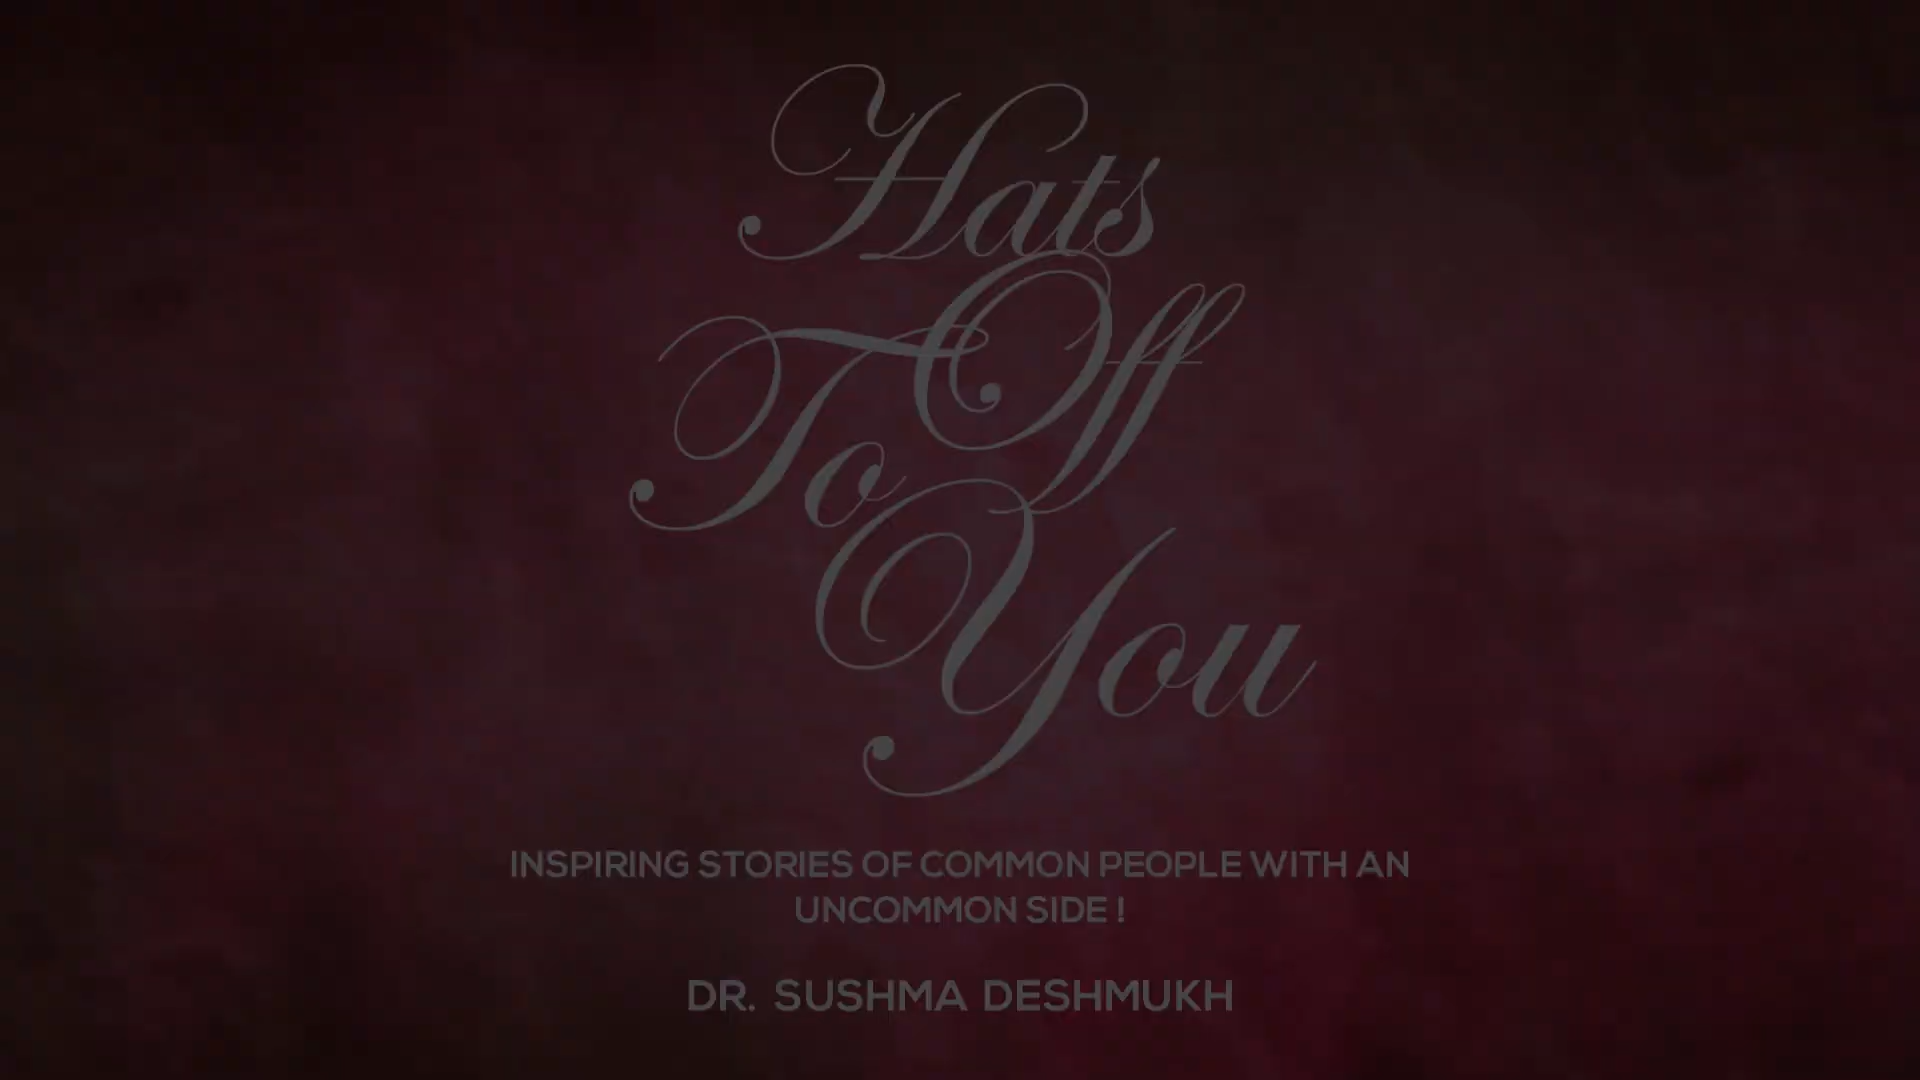 Hats
Off
To
You
INSPIRING STORIES OF COMMON PEOPLE WITH AN
UNCOMMON SIDE !
DR. SUSHMA DESHMUKH